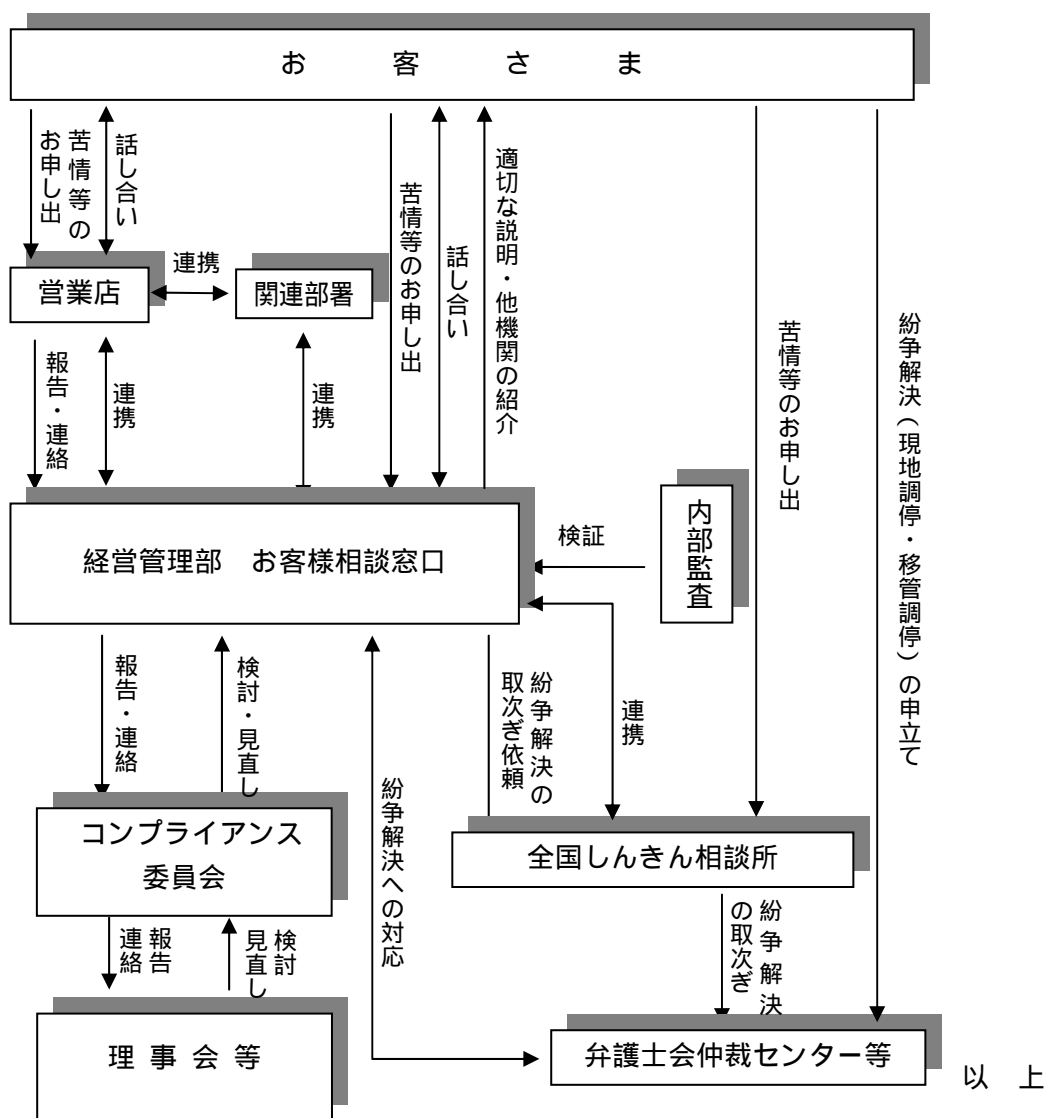 お 客 さ ま
苦情等の
お申し出
話し合い
苦情等のお申し出
話し合い
適切な説明・他機関の紹介
苦情等のお申し出
紛争解決（現地調停・移管調停）の申立て
営業店
連携
関連部署
報告・連絡
連携
連携
経営管理部 お客様相談窓口
検証
内部監査
報告・連絡
検討・見直し
紛争解決への対応
紛争解決の
取次ぎ依頼
連携
コンプライアンス
委員会
全国しんきん相談所
報告
連絡
検討
見直し
紛争解決
の取次ぎ
理 事 会 等
弁護士会仲裁センター等
以 上